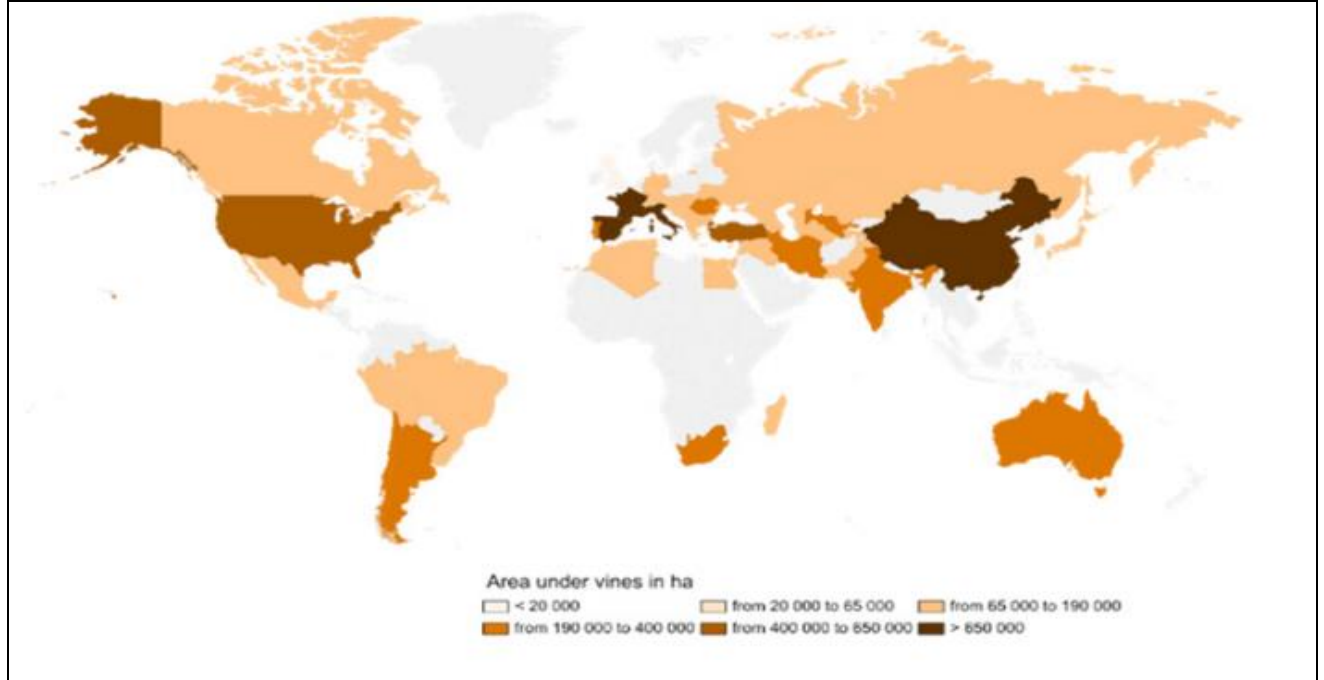 Area under vines in ha
< 20 000 from 20 000 to 65 000 from 65 000 to 190 000
from 190 000 to 400 000 from 400 000 to 650 000 > 650 000